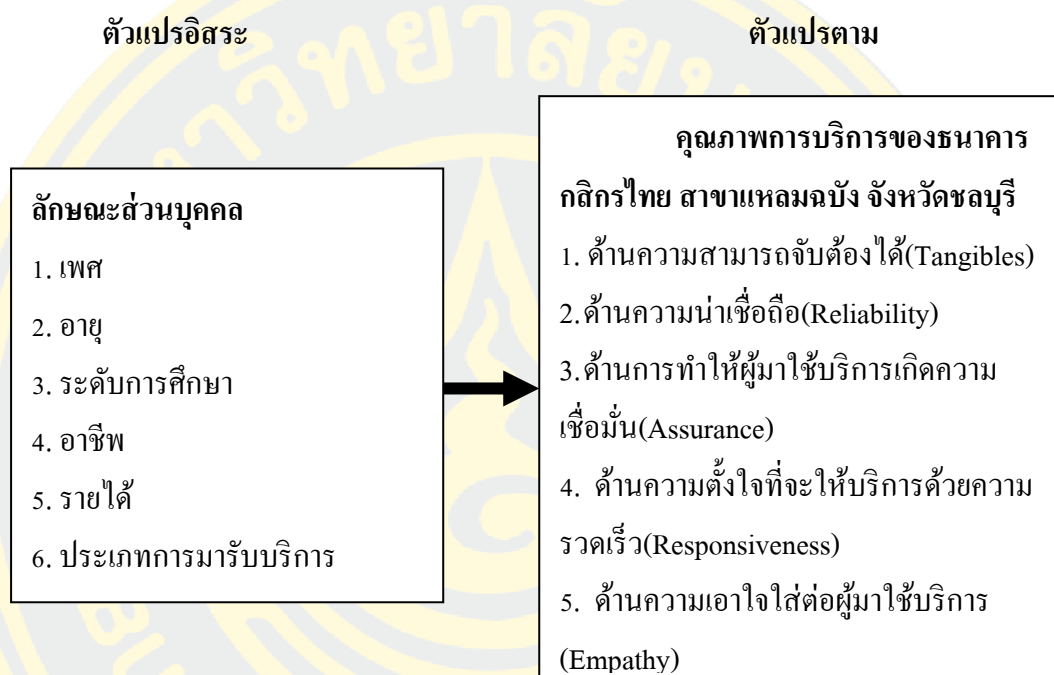 ตัวแปรอิสระ
ตัวแปรตาม
ลักษณะส่วนบุคคล
1. เพศ
2. อายุ
3. ระดับการศึกษา
4. อาชีพ
5. รายได้
6. ประเภทการมารับบริการ
คุณภาพการบริการของธนาคาร
กสิกรไทย สาขาแหลมฉบัง จังหวัดชลบุรี
1. ด้านความสามารถจับต้องได้(Tangibles)
2.ด้านความน่าเชื่อถือ(Reliability)
3.ด้านการทำให้ผู้มาใช้บริการเกิดความ
เชื่อมั่น(Assurance)
4. ด้านความตั้งใจที่จะให้บริการด้วยความ
รวดเร็ว(Responsiveness)
5. ด้านความเอาใจใส่ต่อผู้มาใช้บริการ
(Empathy)